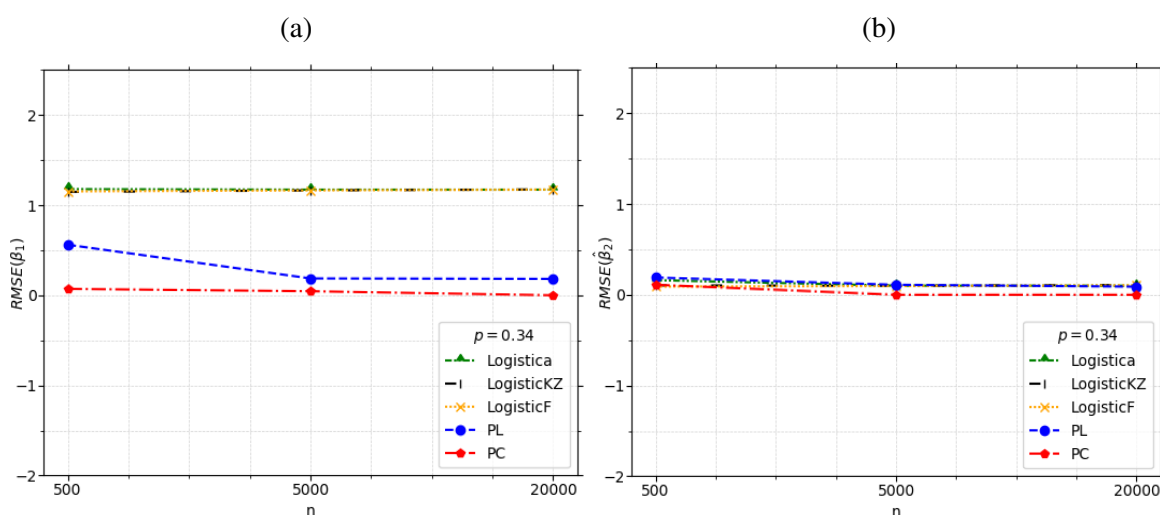 (a)
2
1
0
−1
−2
RMSE(β₁)
500
5000
20000
n
p = 0.34
Logistica
LogisticKZ
LogisticF
PL
PC
(b)
2
1
0
−1
−2
RMSE(β̂₂)
500
5000
20000
n
p = 0.34
Logistica
LogisticKZ
LogisticF
PL
PC